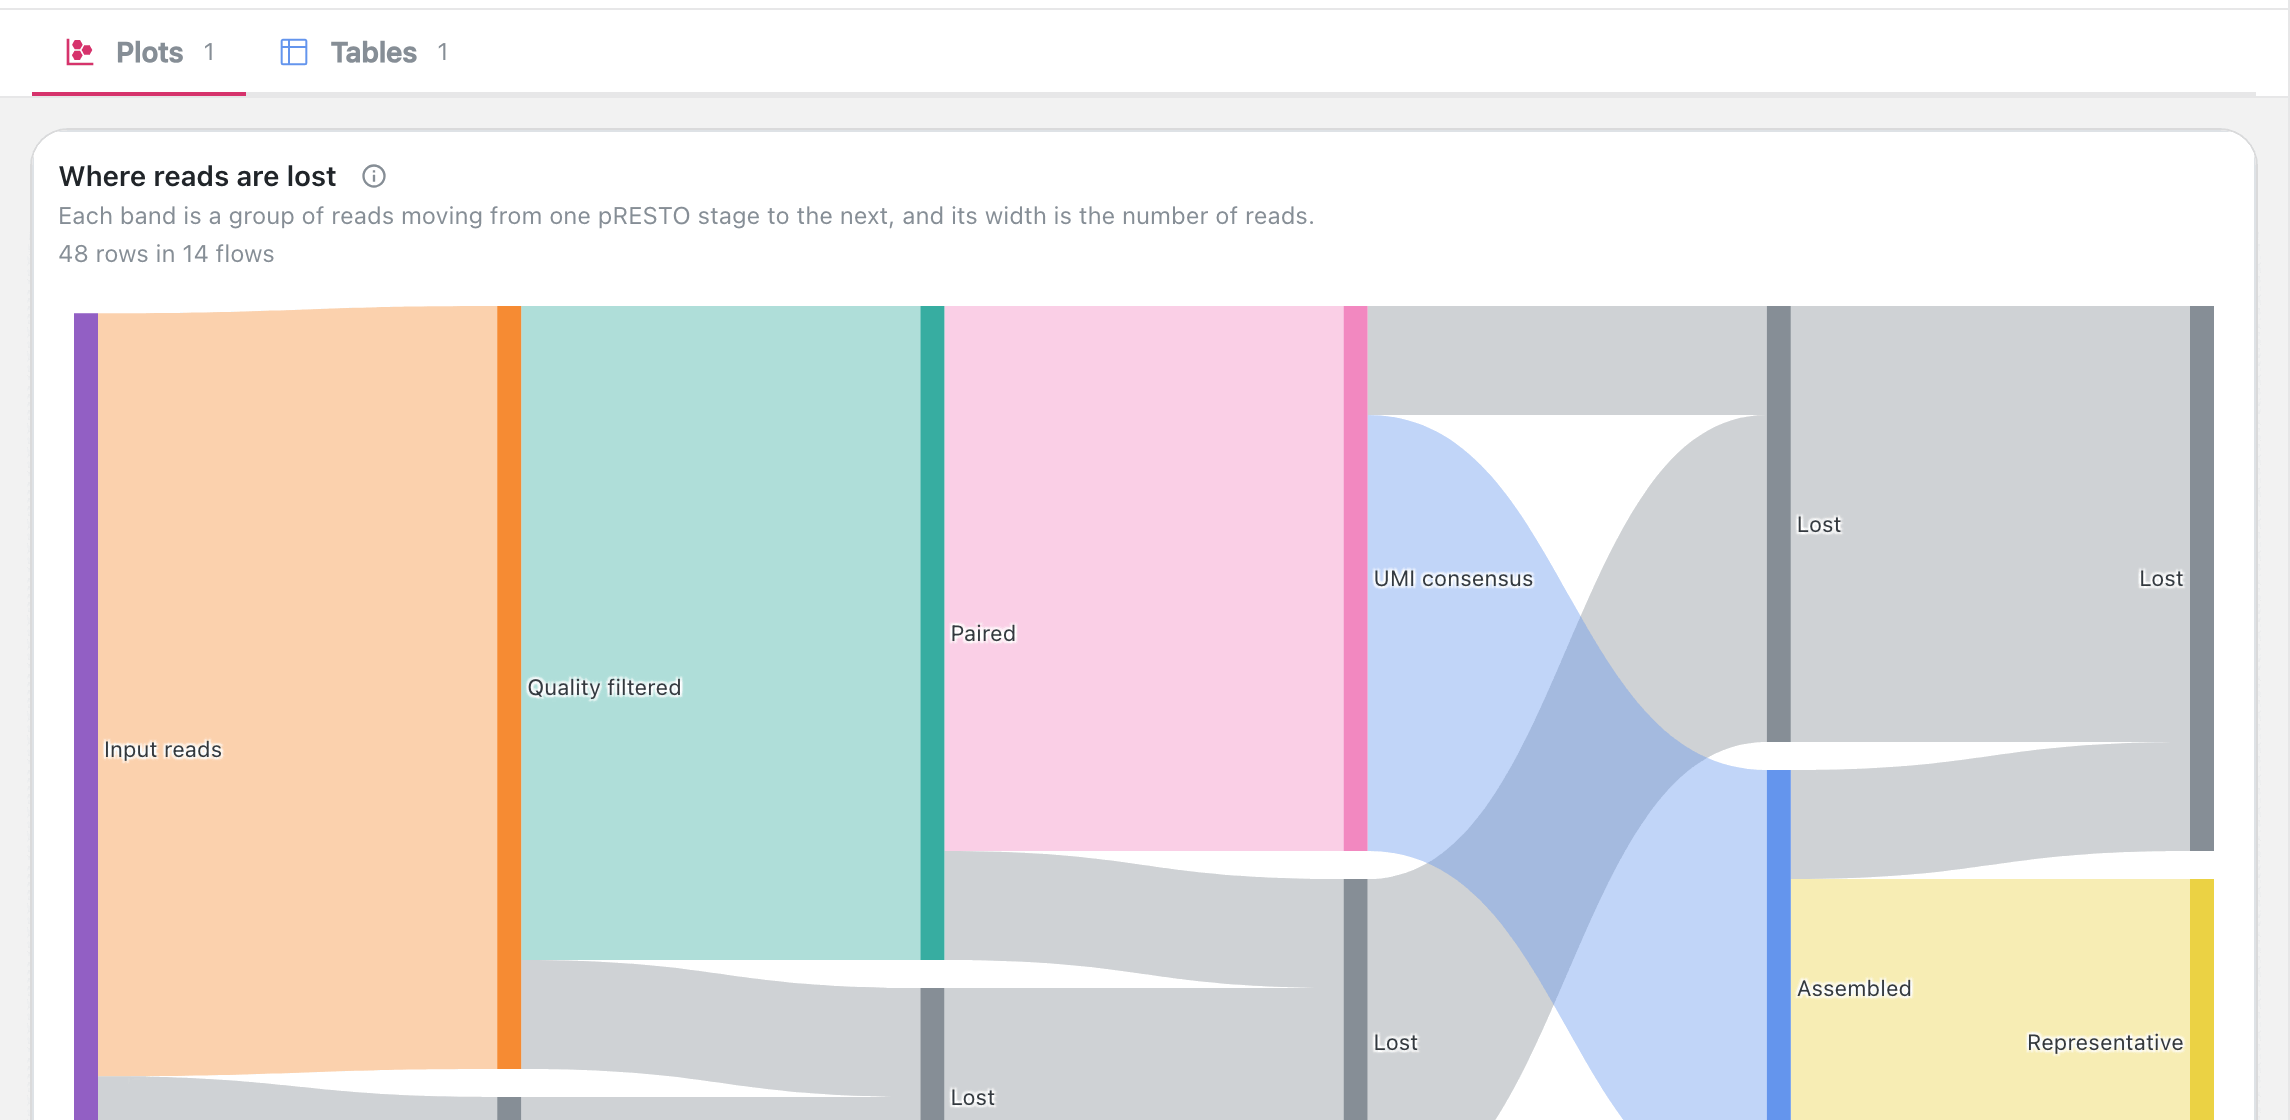 Plots 1 Tables 1
Where reads are lost
Each band is a group of reads moving from one pRESTO stage to the next, and its width is the number of reads.
48 rows in 14 flows
Lost
UMI consensus
Lost
Paired
Quality filtered
Input reads
Assembled
Lost
Representative
Lost